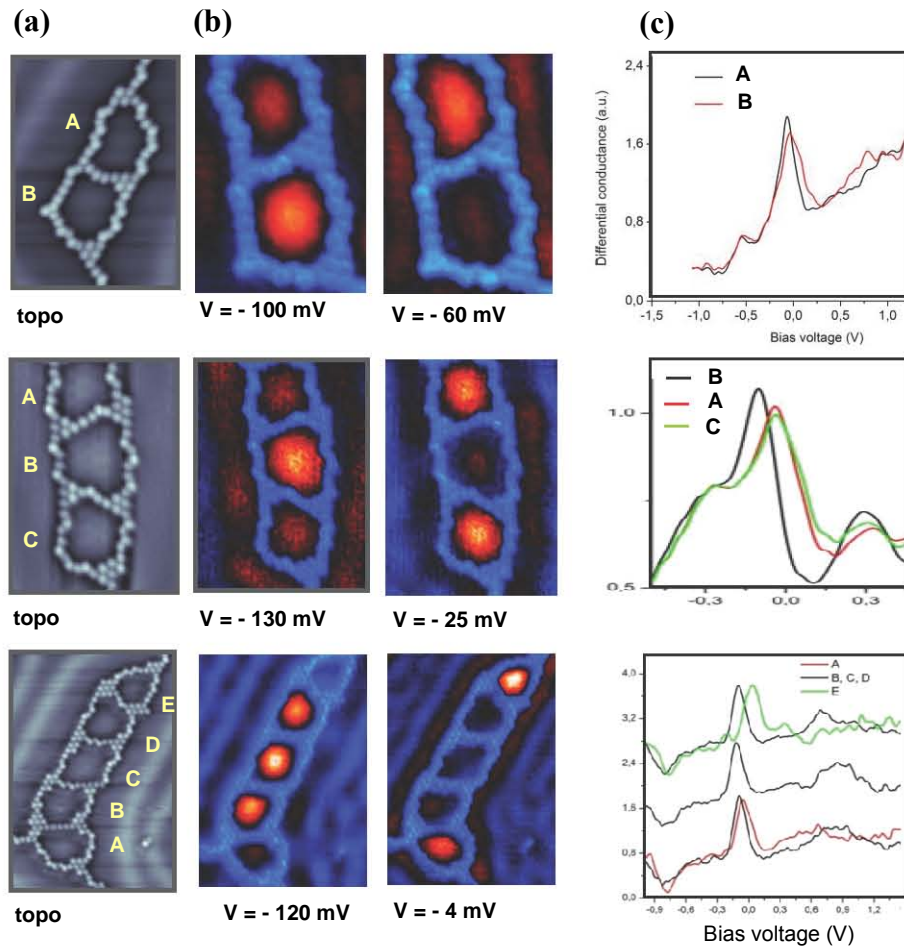 (a)
(b)
(c)
A
B
topo
V = - 100 mV
V = - 60 mV
A
B
Differential conductance (a.u.)
2,4
1,6
0,8
0,0
-1,5
-1,0
-0,5
0,0
0,5
1,0
Bias voltage (V)
A
B
C
topo
V = - 130 mV
V = - 25 mV
B
A
C
1.0
0.5
-0.3
0.0
0.3
E
D
C
B
A
topo
V = - 120 mV
V = - 4 mV
A
B, C, D
E
4,0
3,2
2,4
1,6
0,8
0,0
-0,9
-0,6
-0,3
0,0
0,3
0,6
0,9
1,2
Bias voltage (V)